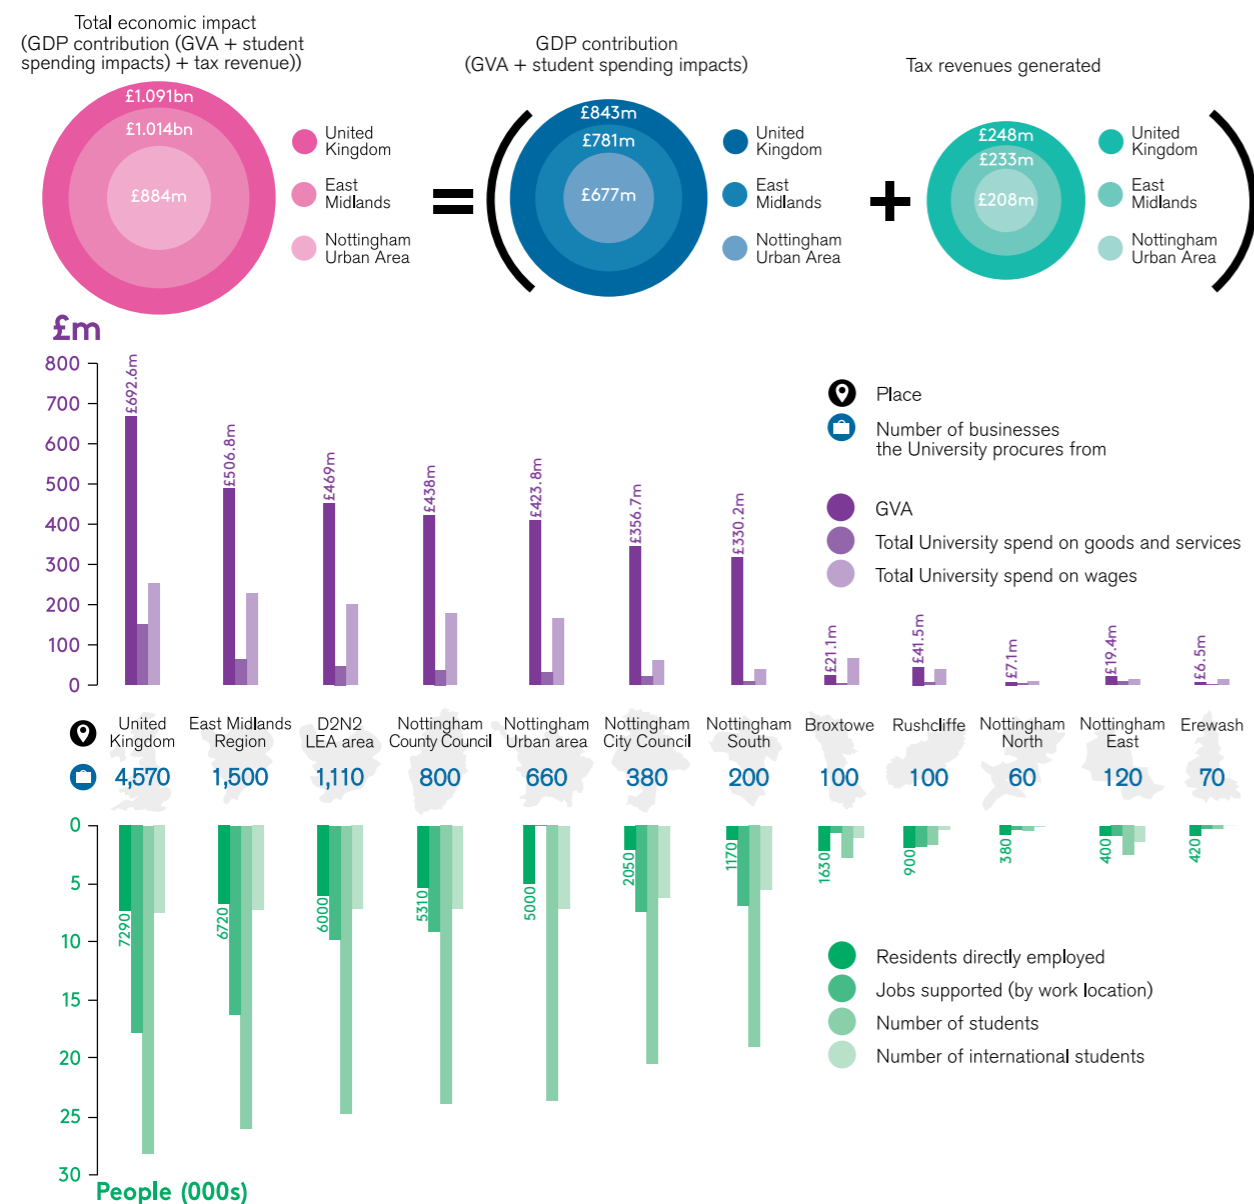 Total economic impact
(GDP contribution (GVA + student
spending impacts) + tax revenue))
£1.091bn
£1.014bn
£884m
United
Kingdom
East
Midlands
Nottingham
Urban Area
=
GDP contribution
(GVA + student spending impacts)
£843m
£781m
£677m
United
Kingdom
East
Midlands
Nottingham
Urban Area
+
Tax revenues generated
£248m
£233m
£208m
United
Kingdom
East
Midlands
Nottingham
Urban Area
£m
800
700
600
500
400
300
200
100
0
£692.6m
£506.8m
£469m
£438m
£423.8m
£356.7m
£330.2m
£21.1m
£41.5m
£7.1m
£19.4m
£6.5m
Place
Number of businesses
the University procures from
GVA
Total University spend on goods and services
Total University spend on wages
United
Kingdom
East Midlands
Region
D2N2
LEA area
Nottingham
County Council
Nottingham
Urban area
Nottingham
City Council
Nottingham
South
Broxtowe
Rushcliffe
Nottingham
North
Nottingham
East
Erewash
4,570
1,500
1,110
800
660
380
200
100
100
60
120
70
0
5
10
15
20
25
30
7290
6720
6000
5310
5000
2050
1170
1630
900
380
400
420
Residents directly employed
Jobs supported (by work location)
Number of students
Number of international students
People (000s)